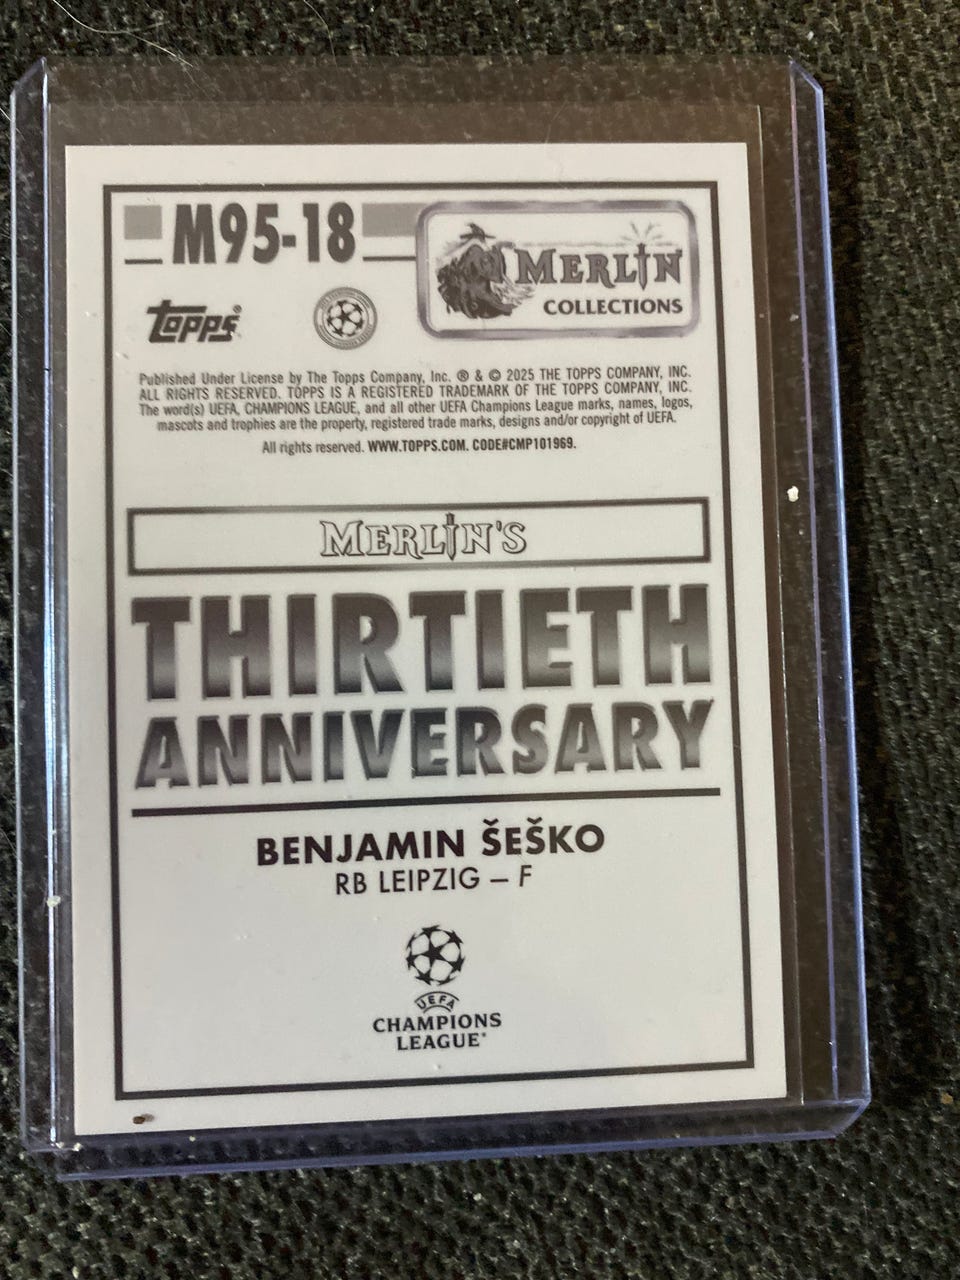 M95-18
MERLIN
COLLECTIONS
topps®
Published Under License by The Topps Company, Inc. ® & © 2025 THE TOPPS COMPANY, INC.
ALL RIGHTS RESERVED. TOPPS IS A REGISTERED TRADEMARK OF THE TOPPS COMPANY, INC.
The word(s) UEFA, CHAMPIONS LEAGUE, and all other UEFA Champions League marks, names, logos,
mascots and trophies are the property, registered trade marks, designs and/or copyright of UEFA.
All rights reserved. WWW.TOPPS.COM. CODE#CMP101969.
MERLIN'S
THIRTIETH
ANNIVERSARY
BENJAMIN ŠEŠKO
RB LEIPZIG – F
UEFA
CHAMPIONS
LEAGUE®